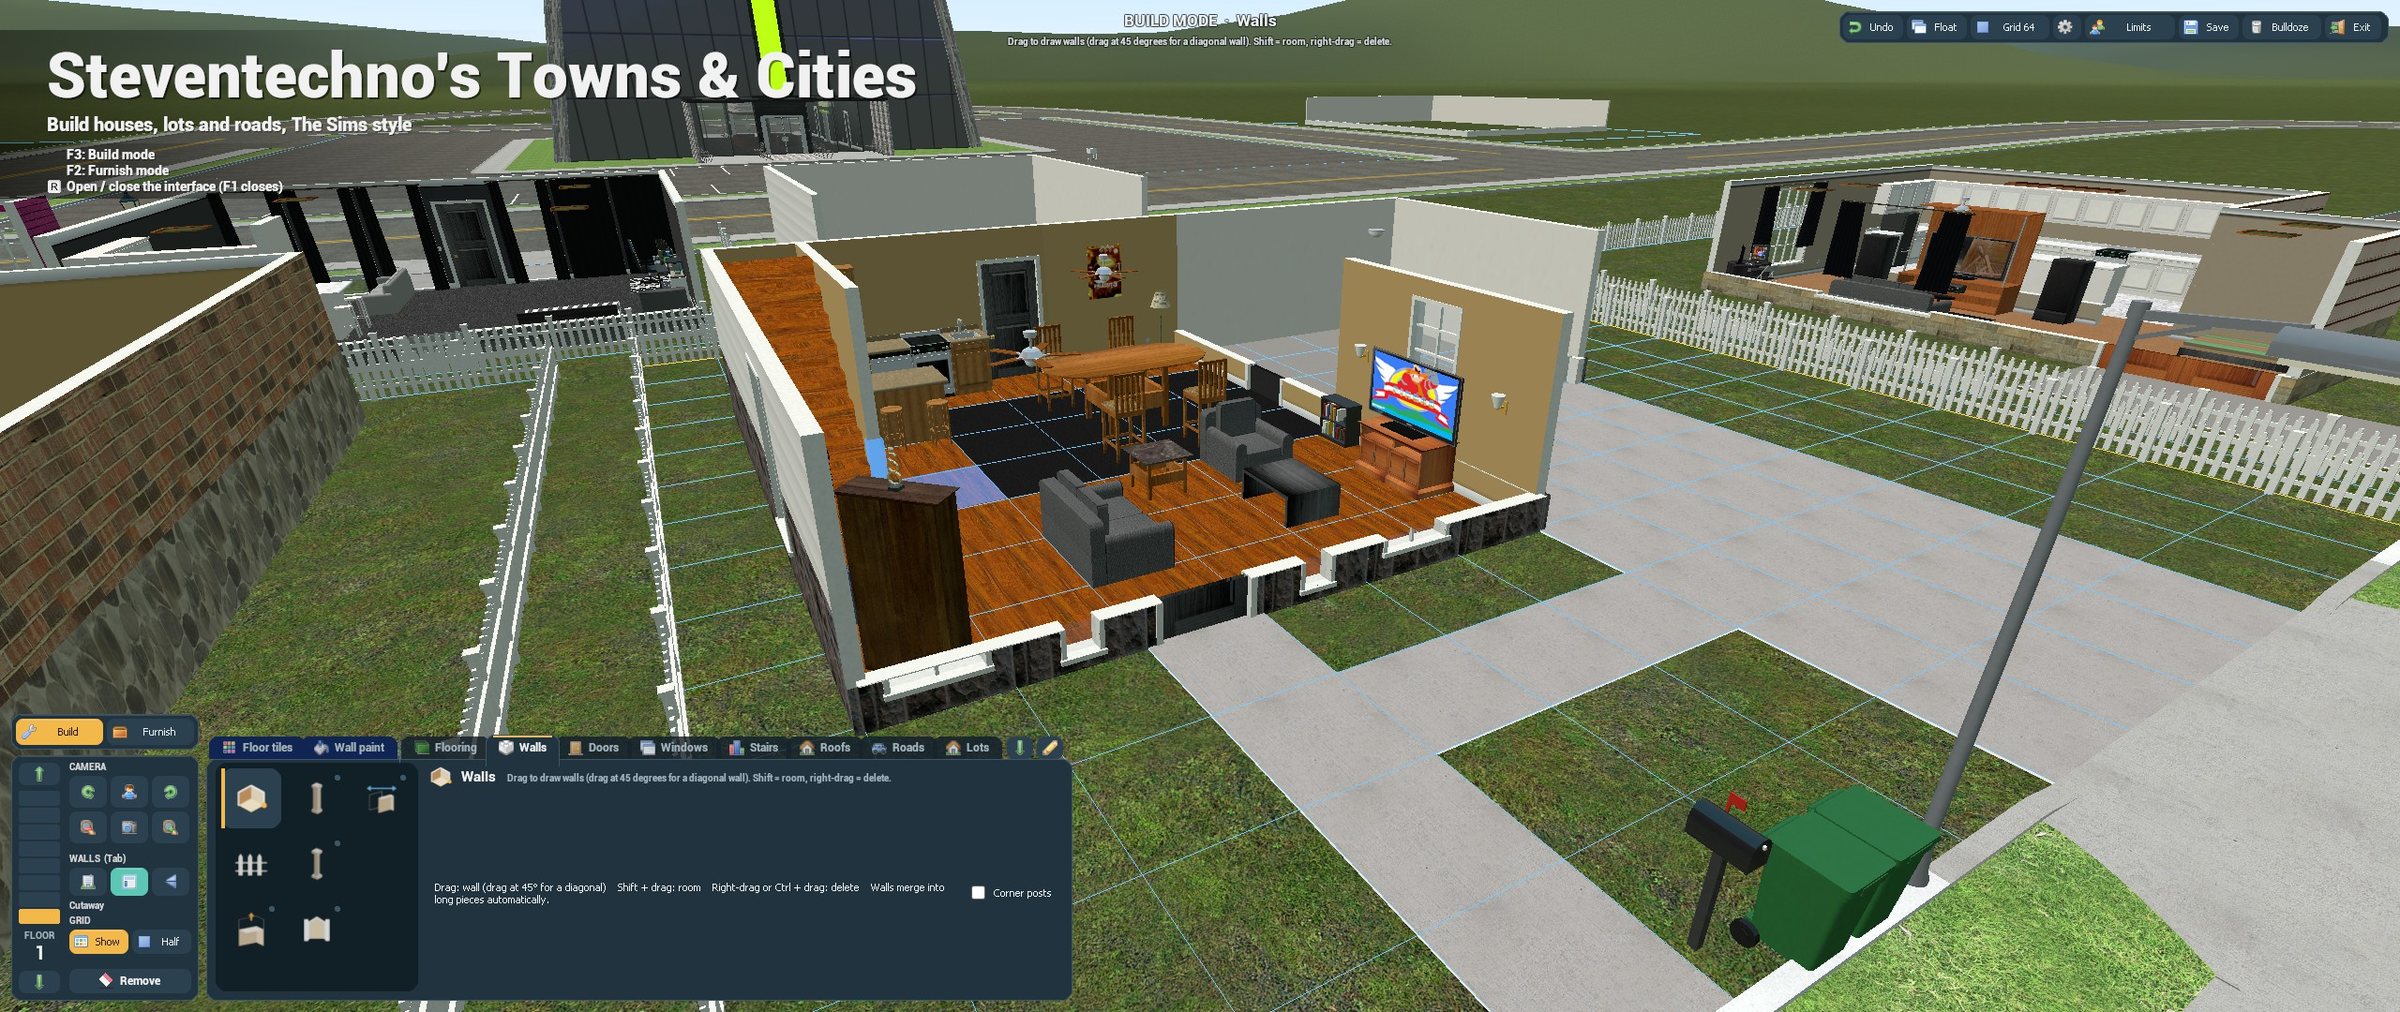 BUILD MODE - Walls
Drag to draw walls (drag at 45 degrees for a diagonal wall). Shift = room, right-drag = delete.
Undo Float Grid 64 Limits Save Bulldoze Exit
Steventechno's Towns & Cities
Build houses, lots and roads, The Sims style
F3: Build mode
F2: Furnish mode
R Open / close the interface (F1 closes)
Build Furnish
Floor tiles Wall paint Flooring Walls Doors Windows Stairs Roofs Roads Lots
CAMERA
WALLS (Tab)
Cutaway
GRID
Show Half
FLOOR
1
Remove
Walls Drag to draw walls (drag at 45 degrees for a diagonal wall). Shift = room, right-drag = delete.
Drag: wall (drag at 45° for a diagonal) Shift + drag: room Right-drag or Ctrl + drag: delete Walls merge into
long pieces automatically.
Corner posts